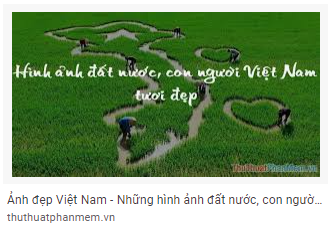 Hình ảnh đất nước, con người Việt Nam
tươi đẹp
ThuThuatPhanMem.vn
Ảnh đẹp Việt Nam - Những hình ảnh đất nước, con ngườ...
thuthuatphanmem.vn